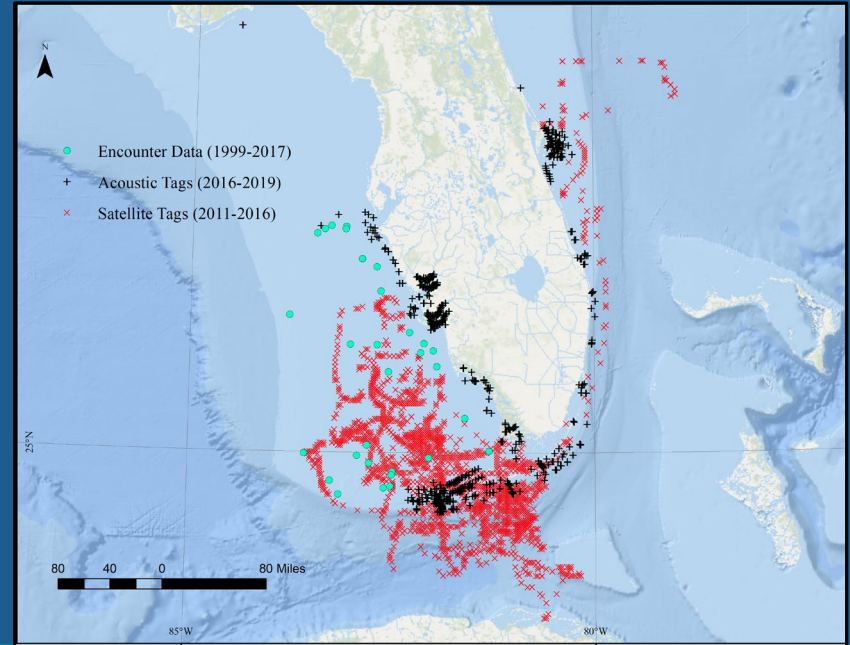 N
Encounter Data (1999-2017)
Acoustic Tags (2016-2019)
Satellite Tags (2011-2016)
25°N
80 40 0 80 Miles
85°W 80°W